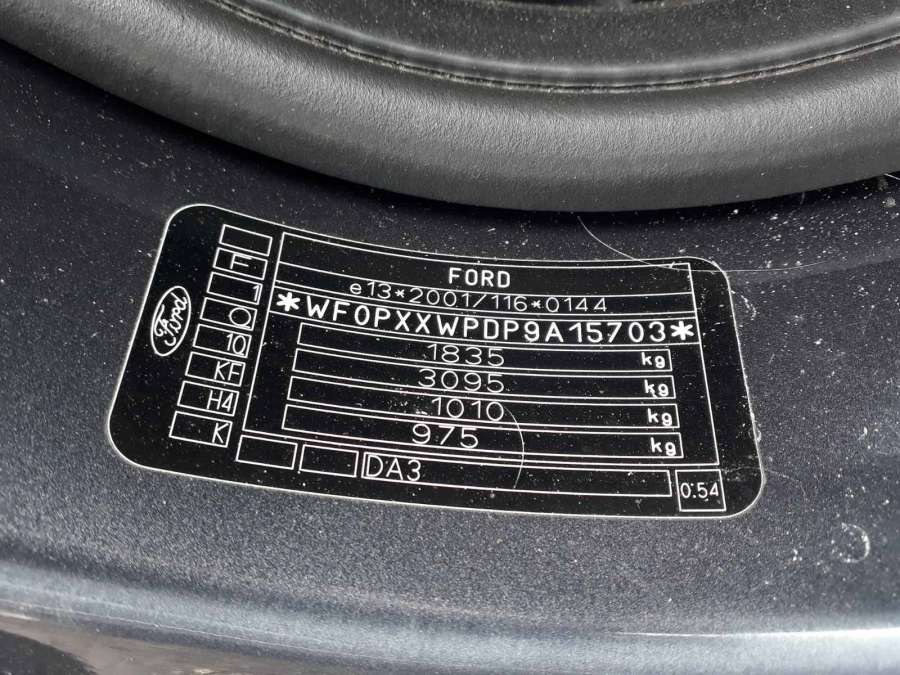 Ford
F
1
O
10
KF
H4
K
FORD
e13*2001/116*0144
*WF0PXXWPDP9A15703*
1835 kg
3095 kg
1010 kg
975 kg
DA3
0.54